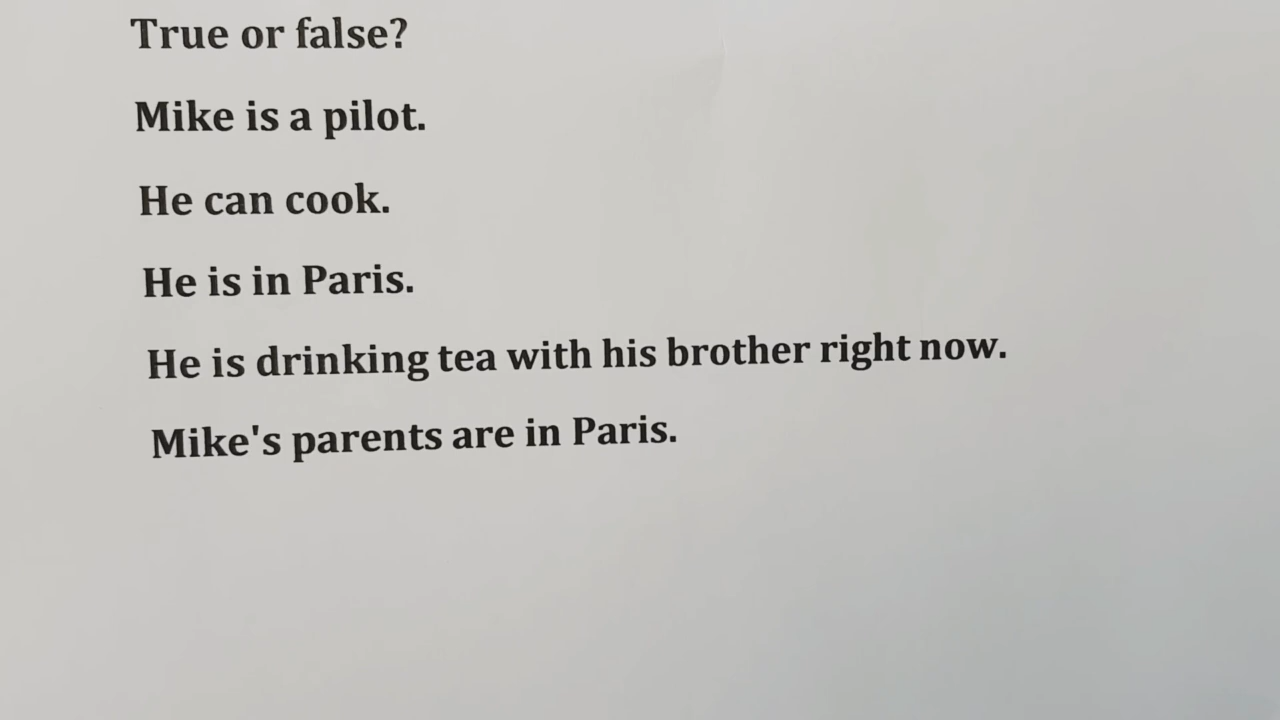 True or false?
Mike is a pilot.
He can cook.
He is in Paris.
He is drinking tea with his brother right now.
Mike's parents are in Paris.